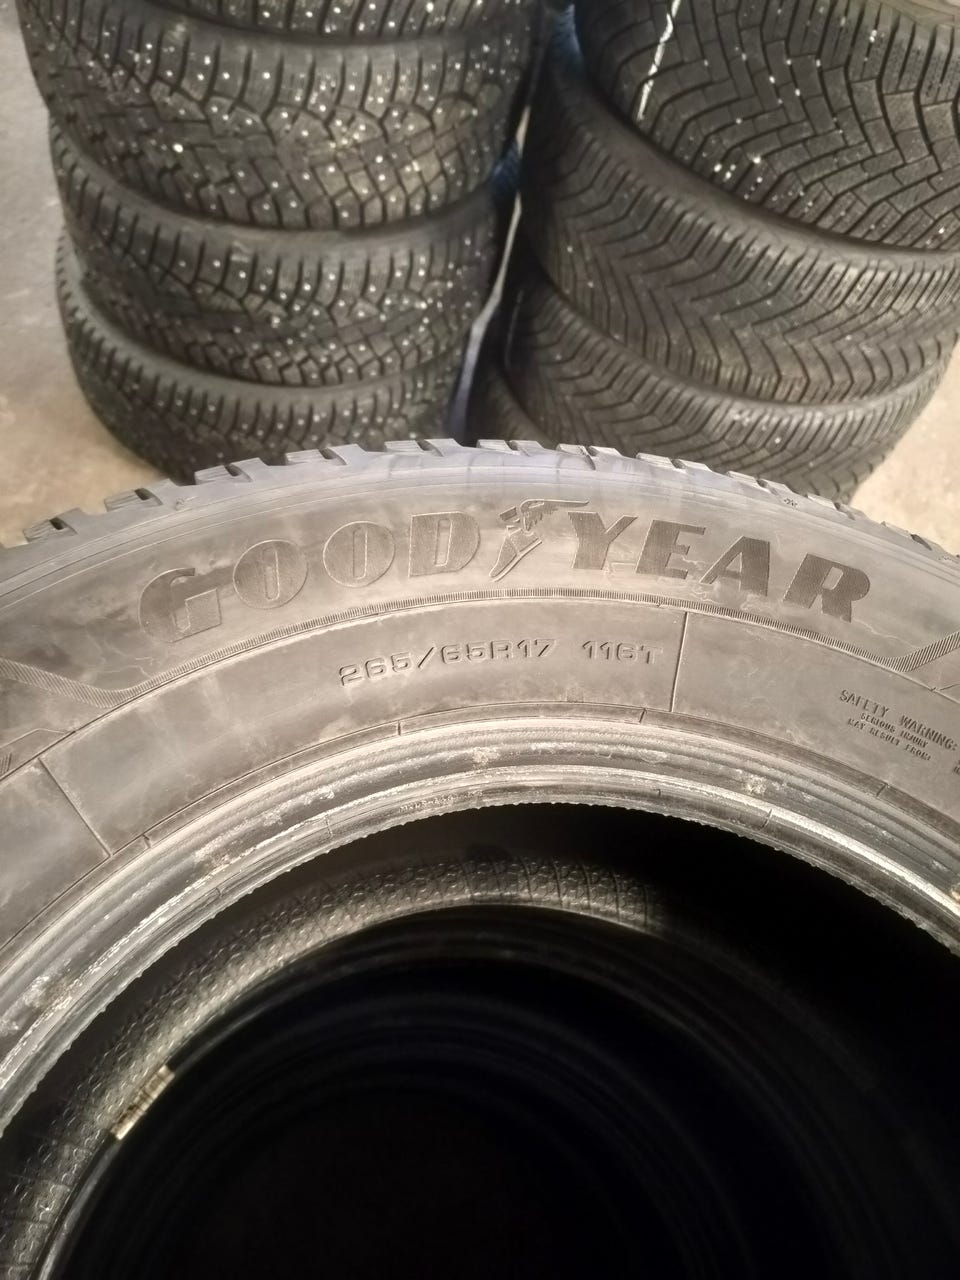 GOODYEAR
265/65R17 116T
SAFETY WARNING:
SERIOUS INJURY
MAY RESULT FROM: